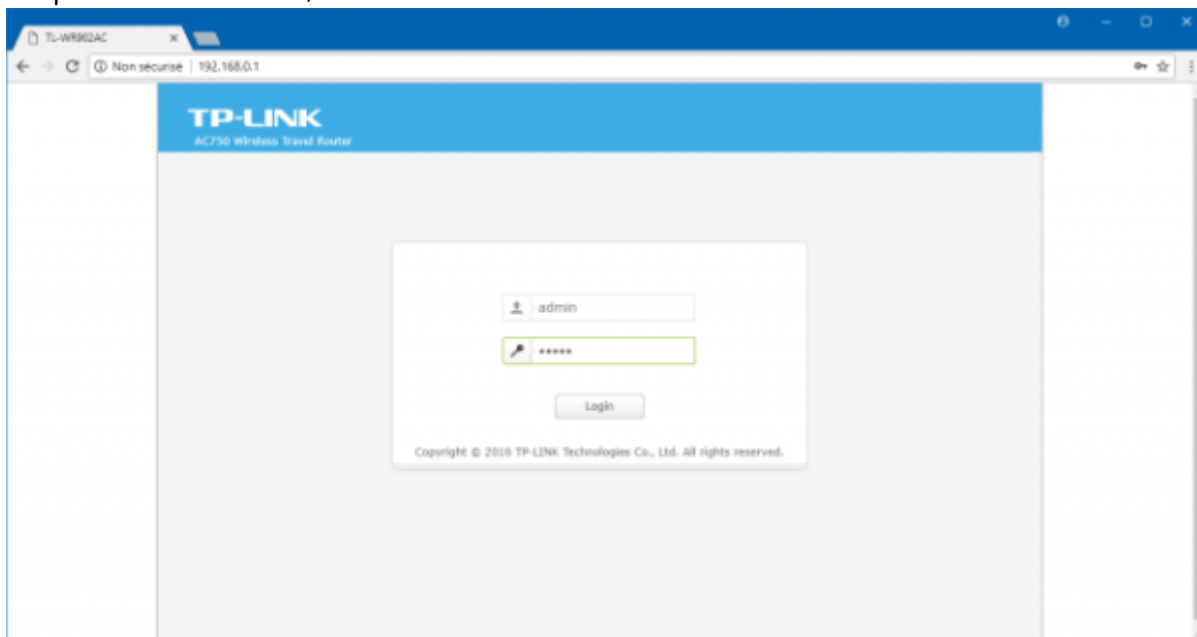 TL-WR902AC
Non sécurisé | 192.168.0.1
TP-LINK
AC750 Wireless Travel Router
admin
•••••
Login
Copyright © 2016 TP-LINK Technologies Co., Ltd. All rights reserved.